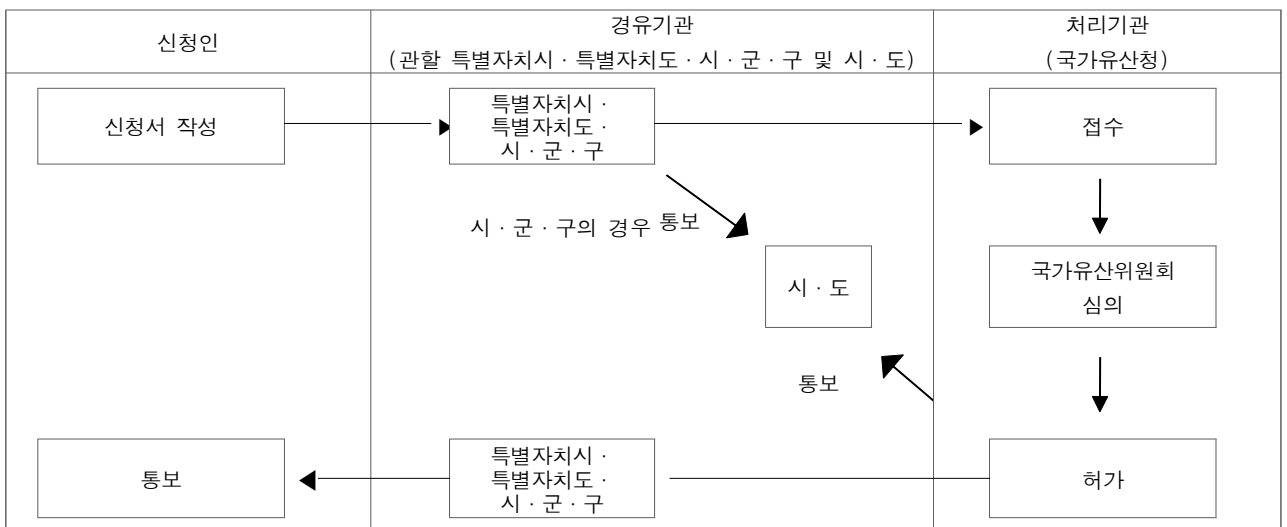 신청인
경유기관
(관할 특별자치시 · 특별자치도 · 시 · 군 · 구 및 시 · 도)
처리기관
(국가유산청)
신청서 작성
특별자치시 ·
특별자치도 ·
시 · 군 · 구
접수
시 · 군 · 구의 경우 통보
시 · 도
국가유산위원회
심의
통보
통보
특별자치시 ·
특별자치도 ·
시 · 군 · 구
허가